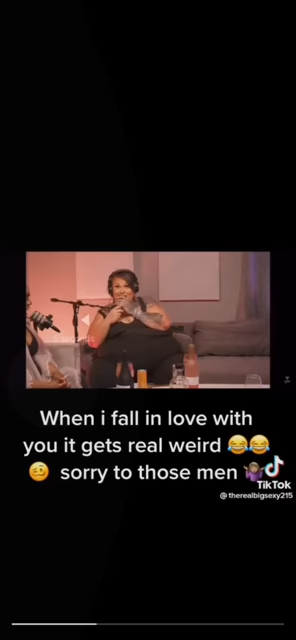 When i fall in love with
you it gets real weird 😂😂
🤕 sorry to those men 🤷🏽‍♀️
TikTok
@therealbigsexy215